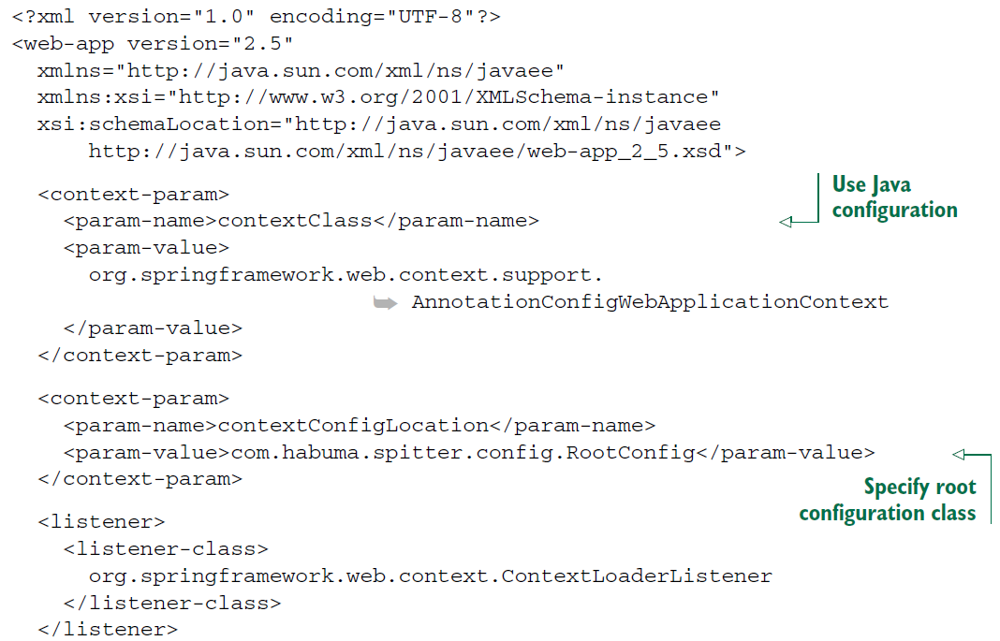 <?xml version="1.0" encoding="UTF-8"?>
<web-app version="2.5"
xmlns="http://java.sun.com/xml/ns/javaee"
xmlns:xsi="http://www.w3.org/2001/XMLSchema-instance"
xsi:schemaLocation="http://java.sun.com/xml/ns/javaee
http://java.sun.com/xml/ns/javaee/web-app_2_5.xsd">
<context-param>
<param-name>contextClass</param-name>
Use Java
configuration
<param-value>
org.springframework.web.context.support.
AnnotationConfigWebApplicationContext
</param-value>
</context-param>
<context-param>
<param-name>contextConfigLocation</param-name>
<param-value>com.habuma.spitter.config.RootConfig</param-value>
</context-param>
Specify root
configuration class
<listener>
<listener-class>
org.springframework.web.context.ContextLoaderListener
</listener-class>
</listener>